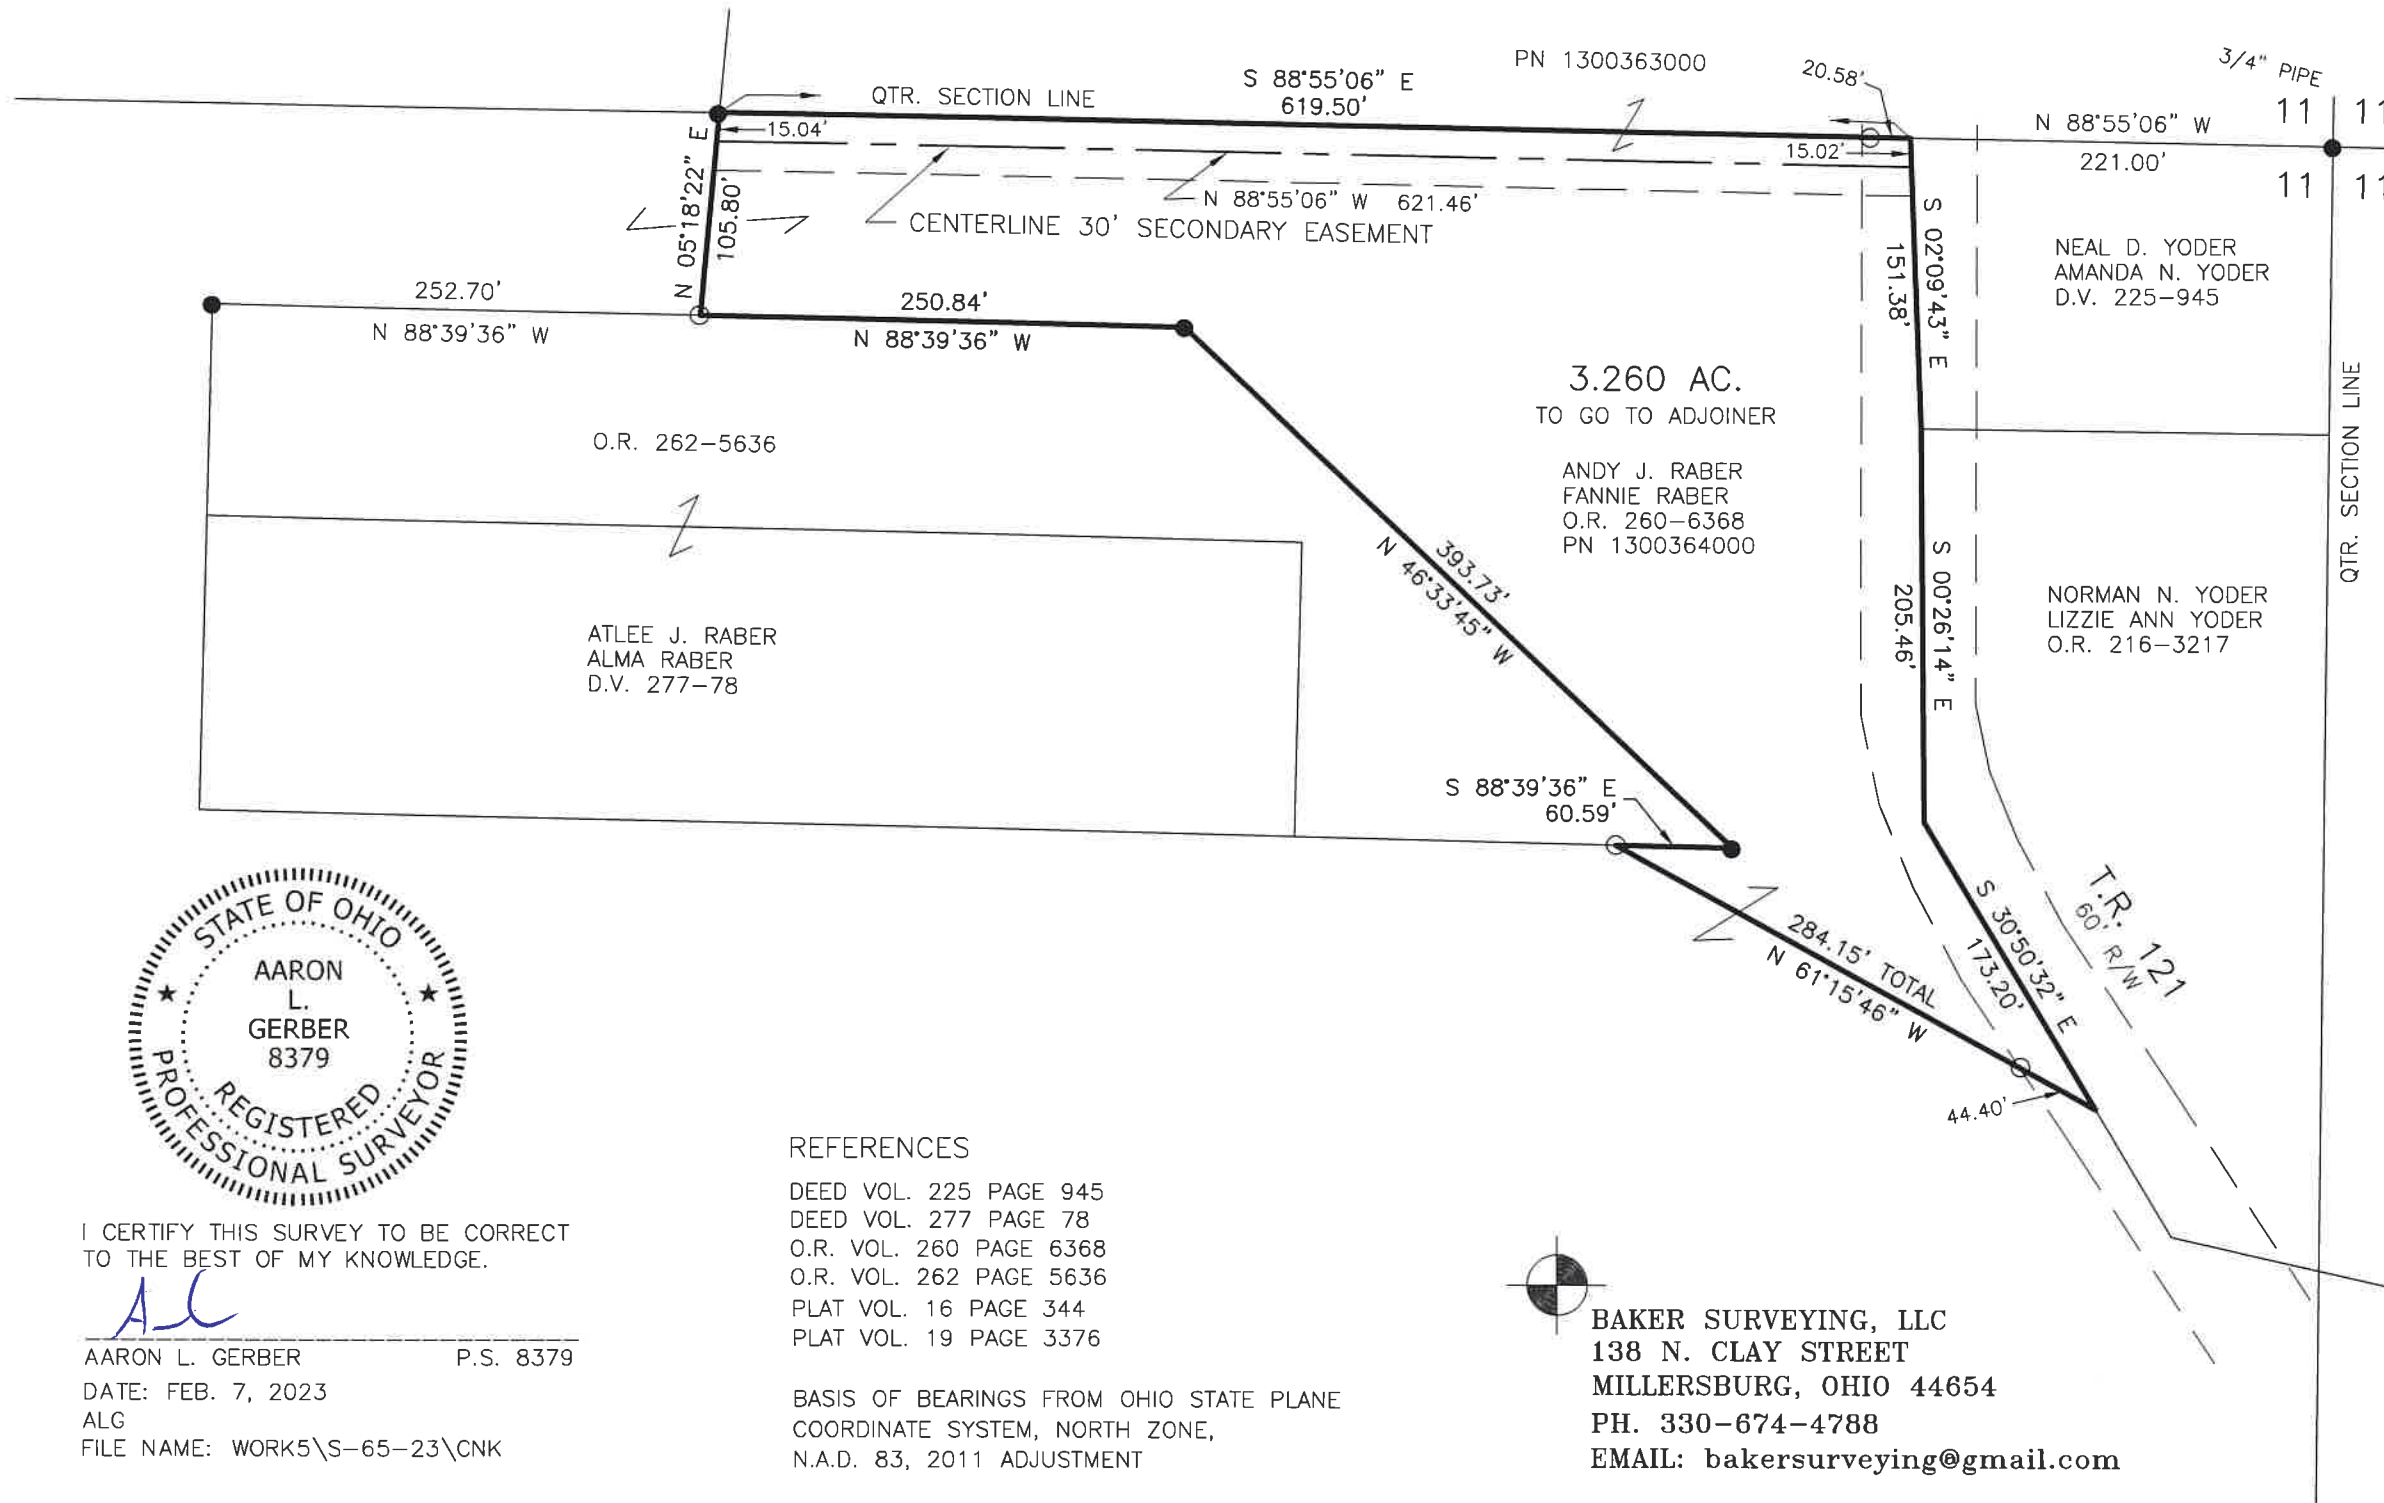 3/4" PIPE
PN 1300363000
S 88°55'06" E
619.50'
QTR. SECTION LINE
20.58'
N 88°55'06" W
221.00'
11 11
11 11
15.04'
15.02'
N 88°55'06" W 621.46'
CENTERLINE 30' SECONDARY EASEMENT
N 05°18'22" E
105.80'
252.70'
N 88°39'36" W
250.84'
N 88°39'36" W
S 02°09'43" E
151.38'
NEAL D. YODER
AMANDA N. YODER
D.V. 225-945
QTR. SECTION LINE
3.260 AC.
TO GO TO ADJOINER
ANDY J. RABER
FANNIE RABER
O.R. 260-6368
PN 1300364000
O.R. 262-5636
393.73'
N 46°33'45" W
S 00°26'14" E
205.46'
NORMAN N. YODER
LIZZIE ANN YODER
O.R. 216-3217
ATLEE J. RABER
ALMA RABER
D.V. 277-78
S 88°39'36" E
60.59'
284.15' TOTAL
N 61°15'46" W
S 30°50'32" E
173.20'
T.R. 121
60' R/W
44.40'
STATE OF OHIO
AARON
L.
GERBER
8379
REGISTERED
PROFESSIONAL SURVEYOR
I CERTIFY THIS SURVEY TO BE CORRECT
TO THE BEST OF MY KNOWLEDGE.
AARON L. GERBER P.S. 8379
DATE: FEB. 7, 2023
ALG
FILE NAME: WORK5\S-65-23\CNK
REFERENCES
DEED VOL. 225 PAGE 945
DEED VOL. 277 PAGE 78
O.R. VOL. 260 PAGE 6368
O.R. VOL. 262 PAGE 5636
PLAT VOL. 16 PAGE 344
PLAT VOL. 19 PAGE 3376
BASIS OF BEARINGS FROM OHIO STATE PLANE
COORDINATE SYSTEM, NORTH ZONE,
N.A.D. 83, 2011 ADJUSTMENT
BAKER SURVEYING, LLC
138 N. CLAY STREET
MILLERSBURG, OHIO 44654
PH. 330-674-4788
EMAIL: bakersurveying@gmail.com